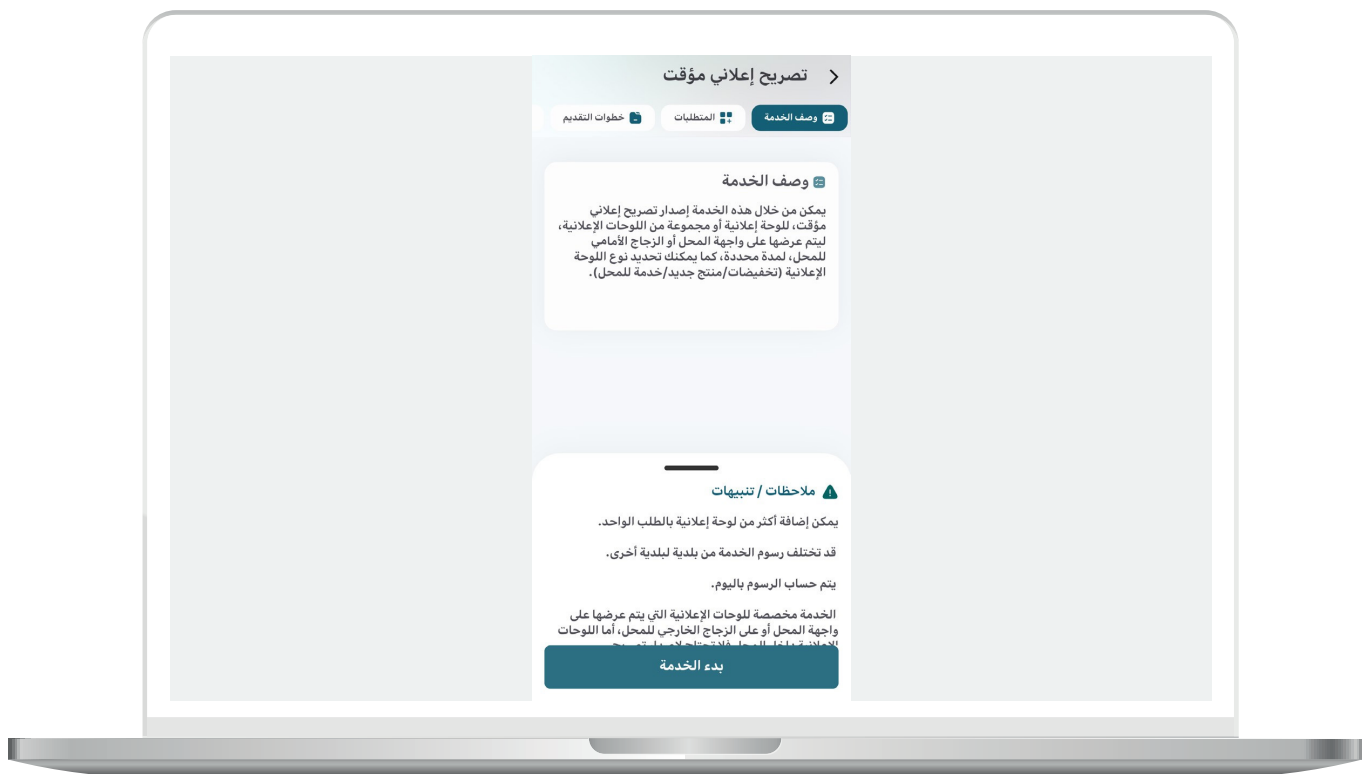 تصريح إعلاني مؤقت
وصف الخدمة
المتطلبات
خطوات التقديم
وصف الخدمة
يمكن من خلال هذه الخدمة إصدار تصريح إعلاني
مؤقت، للوحة إعلانية أو مجموعة من اللوحات الإعلانية،
ليتم عرضها على واجهة المحل أو الزجاج الأمامي
للمحل، لمدة محددة، كما يمكنك تحديد نوع اللوحة
الإعلانية (تخفيضات/منتج جديد/خدمة للمحل).
ملاحظات / تنبيهات
يمكن إضافة أكثر من لوحة إعلانية بالطلب الواحد.
قد تختلف رسوم الخدمة من بلدية لبلدية أخرى.
يتم حساب الرسوم باليوم.
الخدمة مخصصة للوحات الإعلانية التي يتم عرضها على
واجهة المحل أو على الزجاج الخارجي للمحل، أما اللوحات
بدء الخدمة